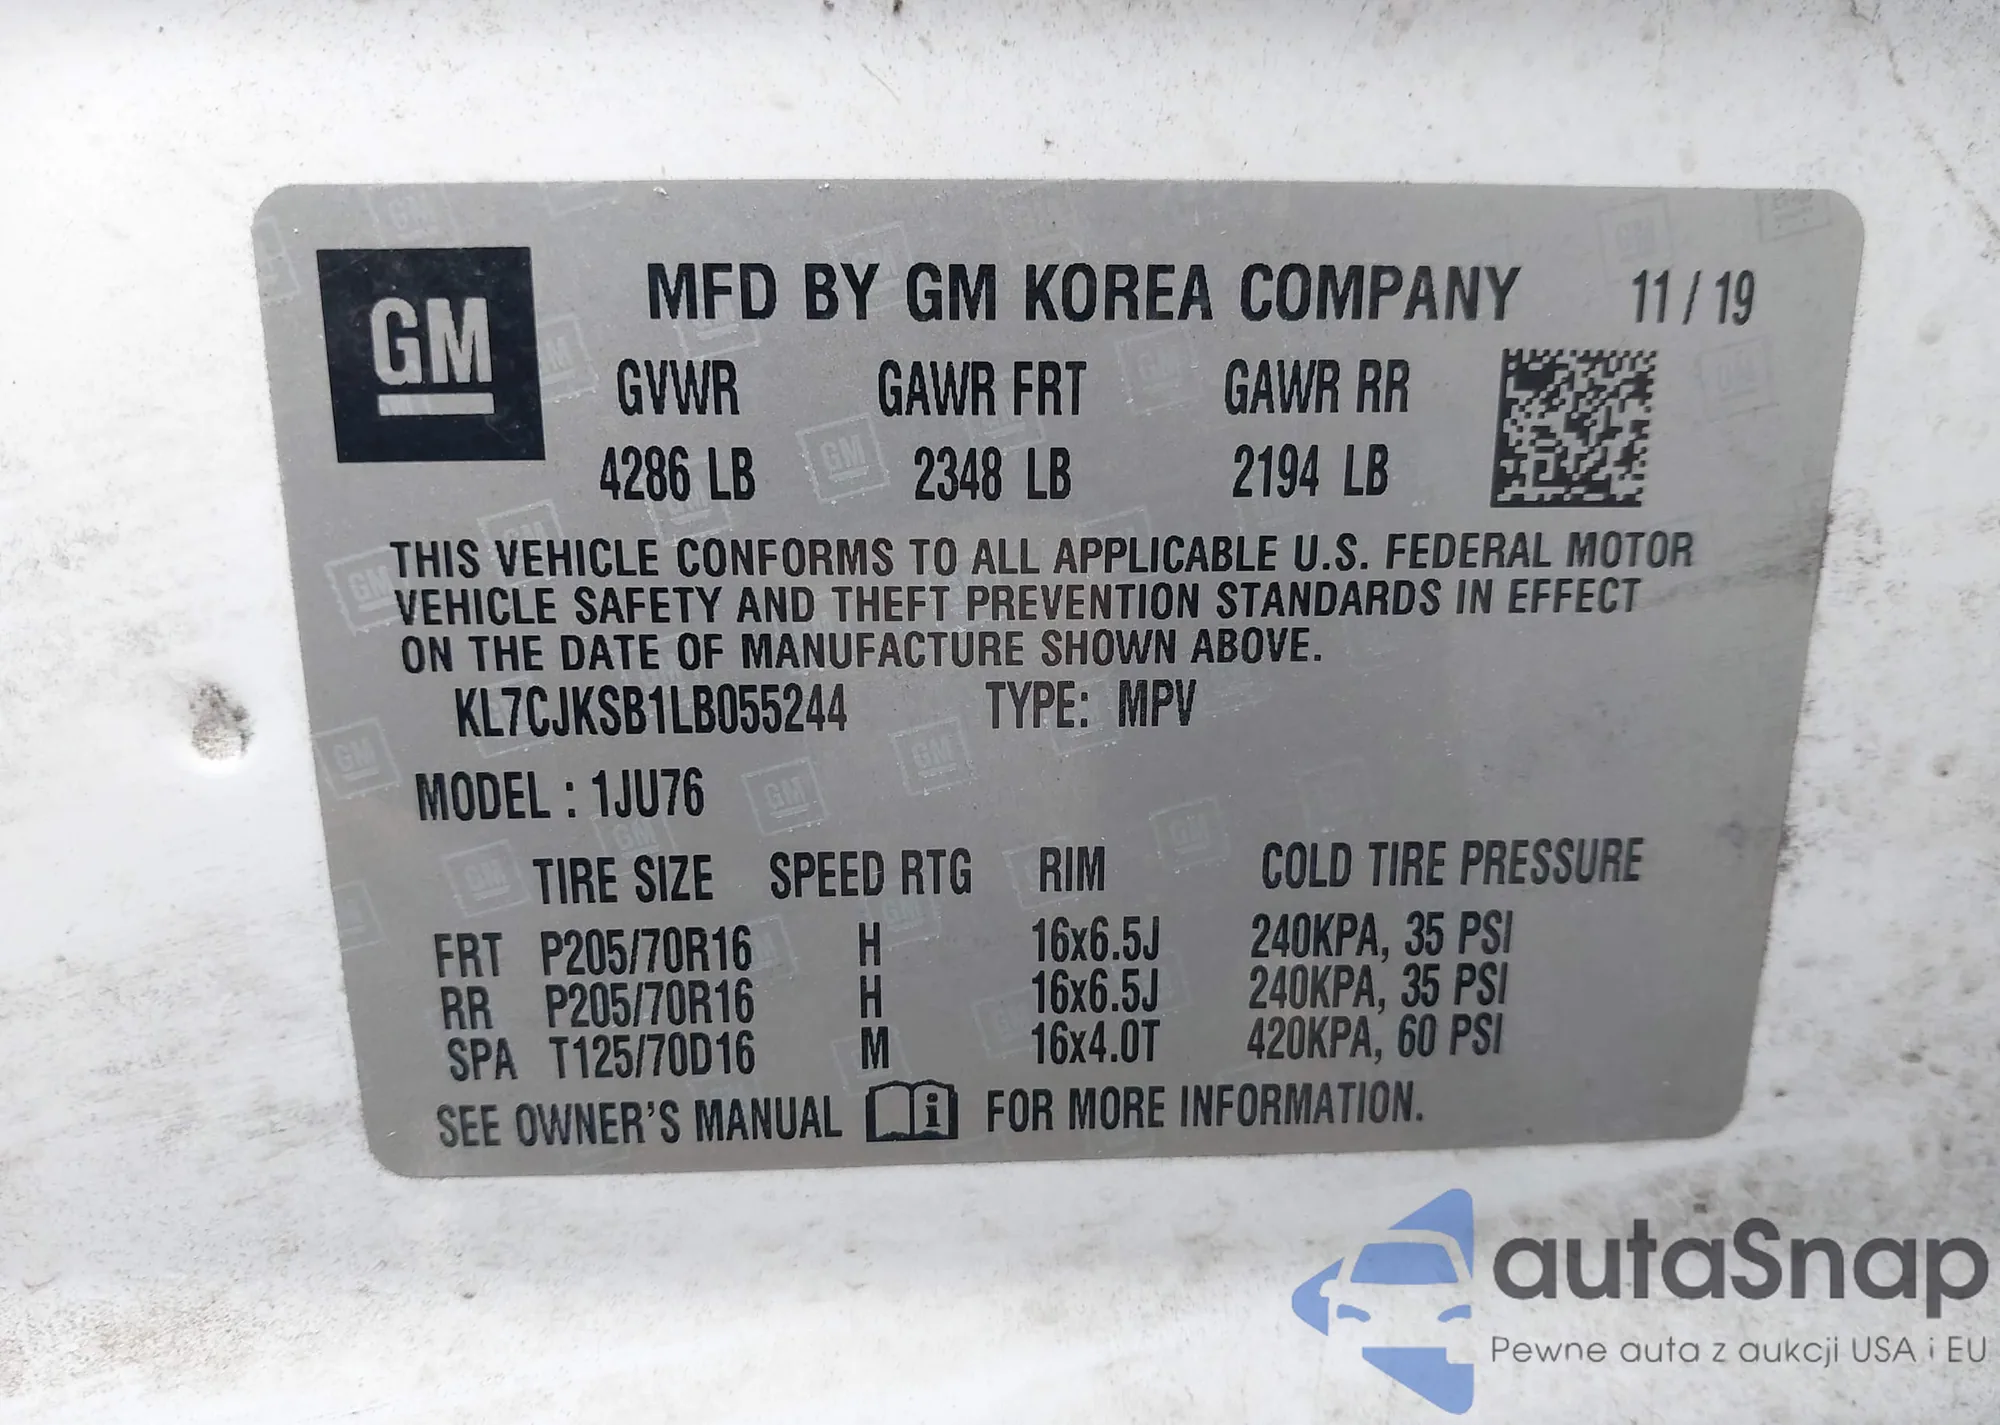 GM
MFD BY GM KOREA COMPANY 11 / 19
GVWR GAWR FRT GAWR RR
4286 LB 2348 LB 2194 LB
THIS VEHICLE CONFORMS TO ALL APPLICABLE U.S. FEDERAL MOTOR
VEHICLE SAFETY AND THEFT PREVENTION STANDARDS IN EFFECT
ON THE DATE OF MANUFACTURE SHOWN ABOVE.
KL7CJKSB1LB055244 TYPE: MPV
MODEL : 1JU76
TIRE SIZE SPEED RTG RIM COLD TIRE PRESSURE
FRT P205/70R16 H 16x6.5J 240KPA, 35 PSI
RR P205/70R16 H 16x6.5J 240KPA, 35 PSI
SPA T125/70D16 M 16x4.0T 420KPA, 60 PSI
SEE OWNER'S MANUAL i FOR MORE INFORMATION.
autaSnap
Pewne auta z aukcji USA i EU